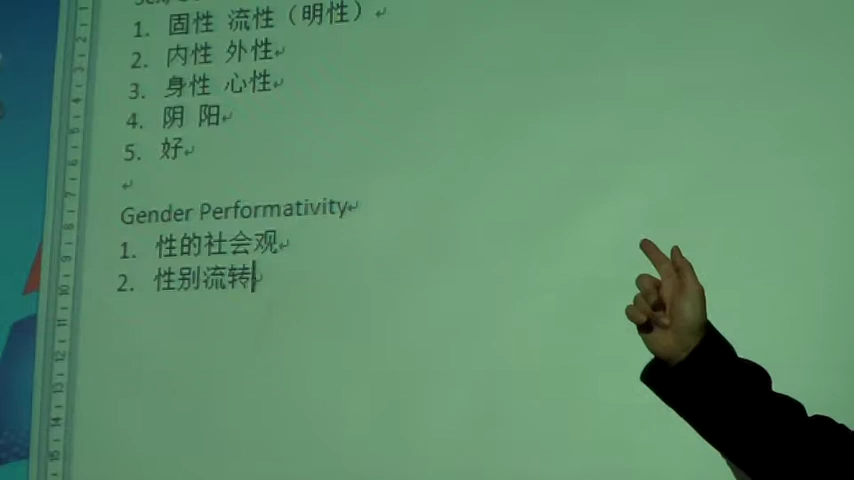 1. 固性 流性（明性）
2. 内性 外性
3. 身性 心性
4. 阴 阳
5. 好
Gender Performativity
1. 性的社会观
2. 性别流转